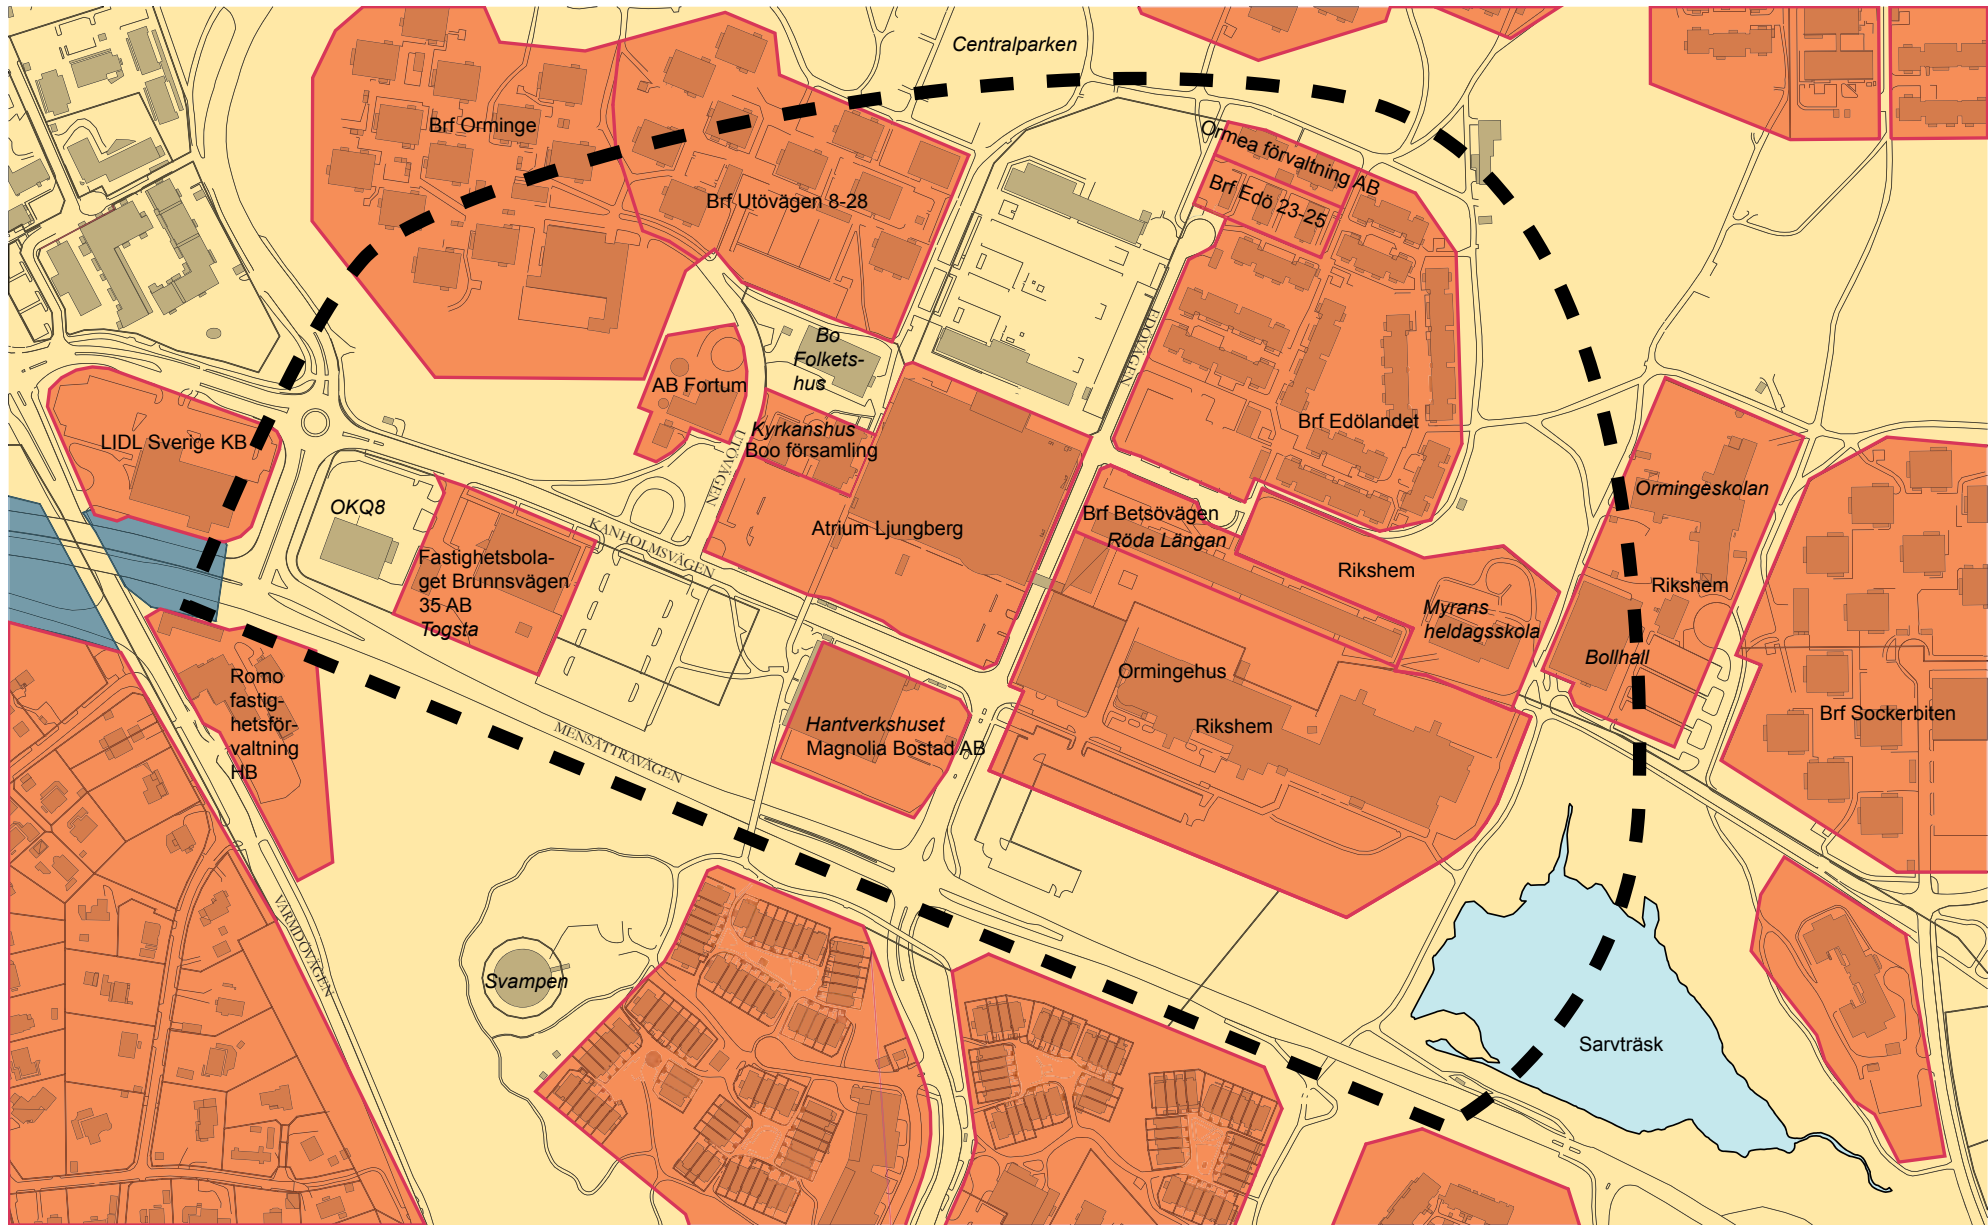 Centralparken
Brf Orminge
Ormea förvaltning AB
Brf Edö 23-25
Brf Utövägen 8-28
Bo
Folkets-
hus
EDÖVÄGEN
AB Fortum
LIDL Sverige KB
Kyrkanshus
Boo församling
UTÖVÄGEN
Brf Edölandet
OKQ8
Ormingeskolan
KANHOLMSVÄGEN
Atrium Ljungberg
Brf Betsövägen
Röda Längan
Fastighetsbola-
get Brunnsvägen
35 AB
Togsta
Rikshem
Rikshem
Myrans
heldagsskola
Bollhall
Romo
fastig-
hetsför-
valtning
HB
Ormingehus
Rikshem
Hantverkshuset
Magnolia Bostad AB
Brf Sockerbiten
MENSÄTTRAVÄGEN
VÄRMDÖVÄGEN
Svampen
Sarvträsk